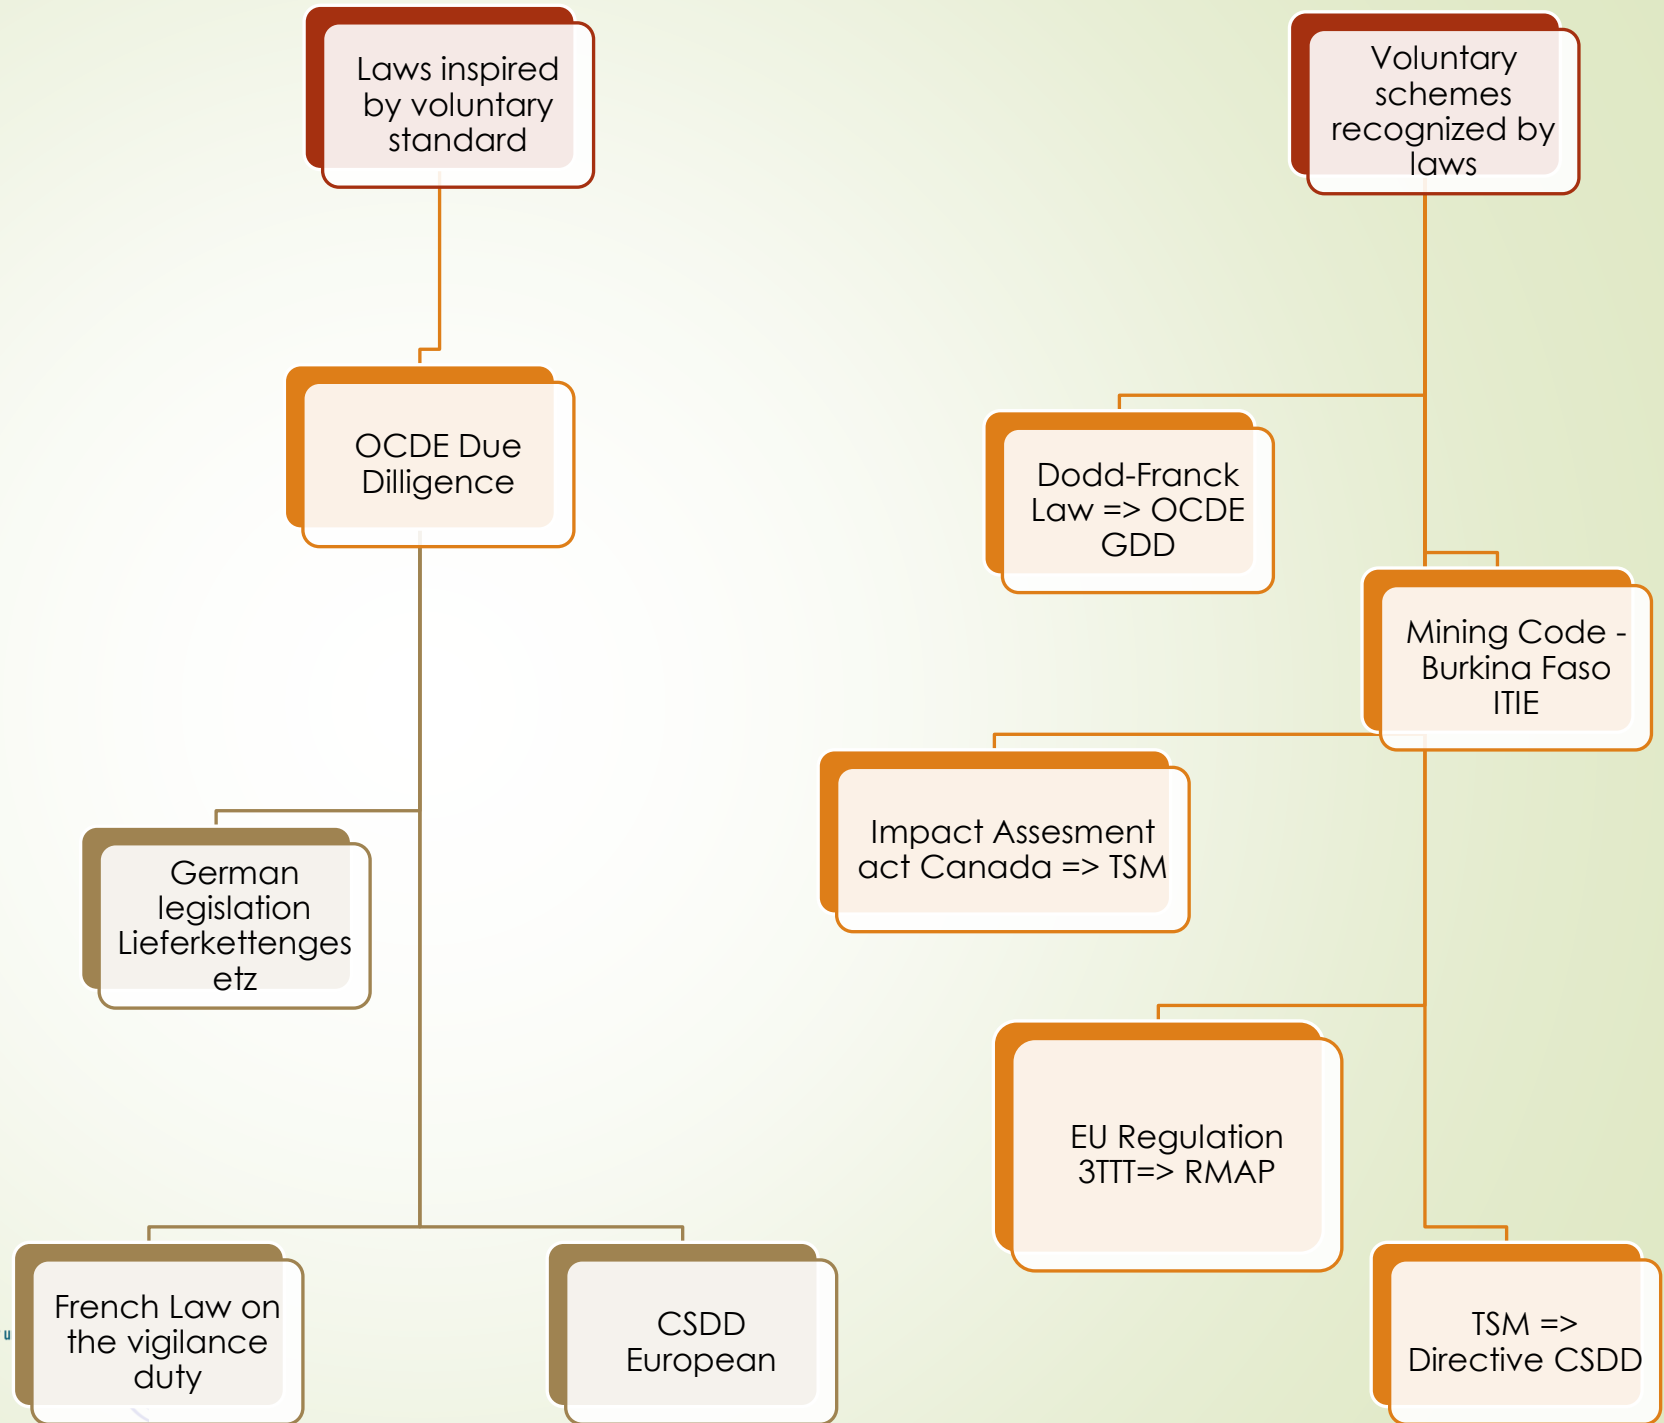 Laws inspired
by voluntary
standard
Voluntary
schemes
recognized by
laws
OCDE Due
Dilligence
Dodd-Franck
Law => OCDE
GDD
Mining Code -
Burkina Faso
ITIE
Impact Assesment
act Canada => TSM
German
legislation
Lieferkettenges
etz
EU Regulation
3TTT=> RMAP
French Law on
the vigilance
duty
CSDD
European
TSM =>
Directive CSDD